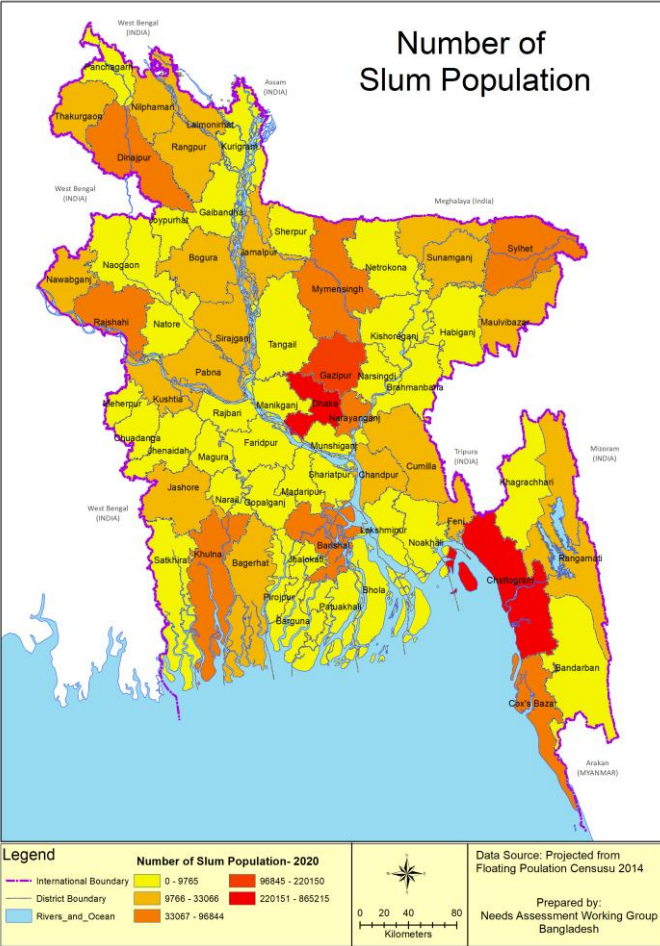 Number of
Slum Population
West Bengal
(INDIA)
Assam
(INDIA)
Panchagarh
Nilphamari
Thakurgaon
Lalmonirhat
Rangpur
Kurigram
Dinajpur
West Bengal
(INDIA)
Meghalaya (India)
Gaibandha
Joypurhat
Sherpur
Sylhet
Jamalpur
Bogura
Sunamganj
Naogaon
Netrokona
Nawabganj
Mymensingh
Maulvibazar
Rajshahi
Natore
Kishoreganj
Habiganj
Sirajganj
Tangail
Pabna
Gazipur
Narsingdi
Brahmanbaria
Kushtia
Meherpur
Manikganj
Dhaka
Rajbari
Narayanganj
Chuadanga
Jhenaidah
Faridpur
Munshiganj
Magura
Tripura
(INDIA)
Mizoram
(INDIA)
Cumilla
Shariatpur
Chandpur
Khagrachhari
Jashore
Madaripur
Narail
Gopalganj
West Bengal
(INDIA)
Feni
Lakshmipur
Noakhali
Barishal
Khulna
Satkhira
Jhalokati
Bagerhat
Rangamati
Chattogram
Bhola
Pirojpur
Patuakhali
Barguna
Bandarban
Cox's Bazar
Arakan
(MYANMAR)
Legend
International Boundary
District Boundary
Rivers_and_Ocean
Number of Slum Population- 2020
0 - 9765
9766 - 33066
33067 - 96844
96845 - 220150
220151 - 865215
0 20 40 60 80
Kilometers
Data Source: Projected from
Floating Poulation Censusu 2014
Prepared by:
Needs Assessment Working Group
Bangladesh